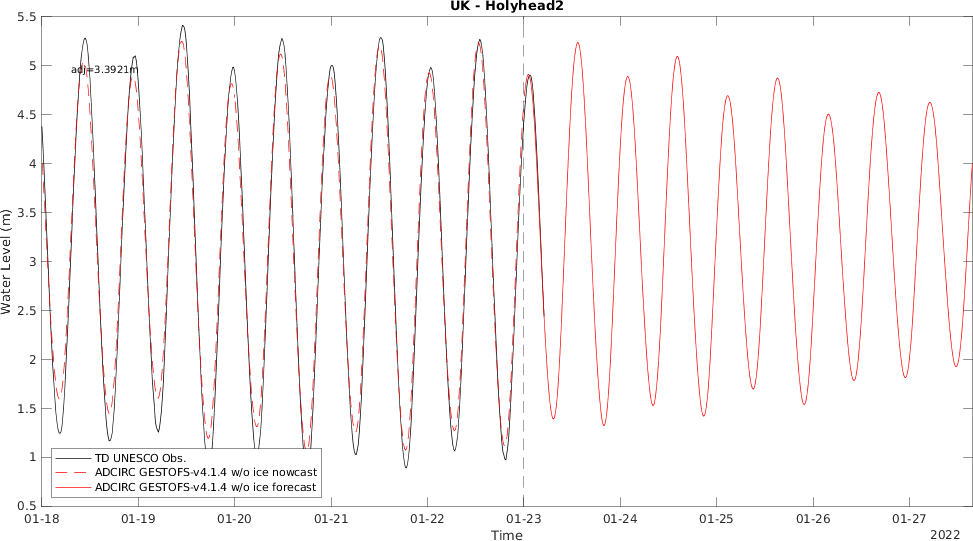 UK - Holyhead2
5.5
5
4.5
4
3.5
3
2.5
2
1.5
1
0.5
Water Level (m)
adj=3.3921m
TD UNESCO Obs.
ADCIRC GESTOFS-v4.1.4 w/o ice nowcast
ADCIRC GESTOFS-v4.1.4 w/o ice forecast
01-18 01-19 01-20 01-21 01-22 01-23 01-24 01-25 01-26 01-27
Time
2022